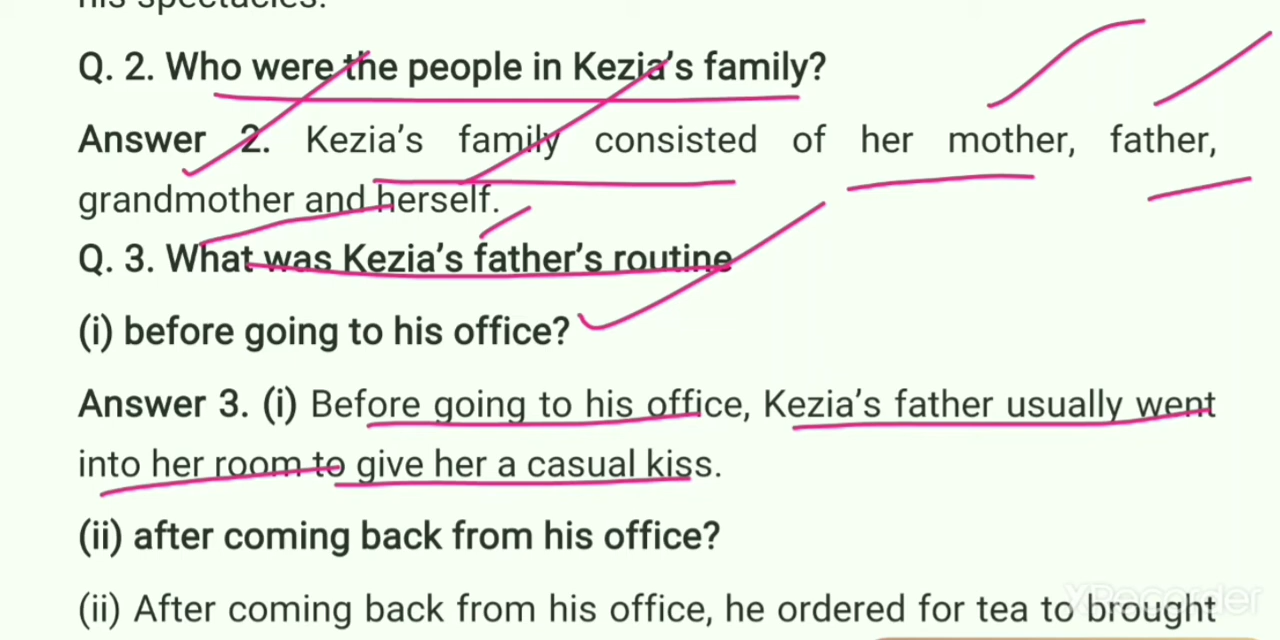 his spectacles.
Q. 2. Who were the people in Kezia's family?
Answer 2. Kezia's family consisted of her mother, father,
grandmother and herself.
Q. 3. What was Kezia's father's routine
(i) before going to his office?
Answer 3. (i) Before going to his office, Kezia's father usually went
into her room to give her a casual kiss.
(ii) after coming back from his office?
(ii) After coming back from his office, he ordered for tea to brought
XRecorder